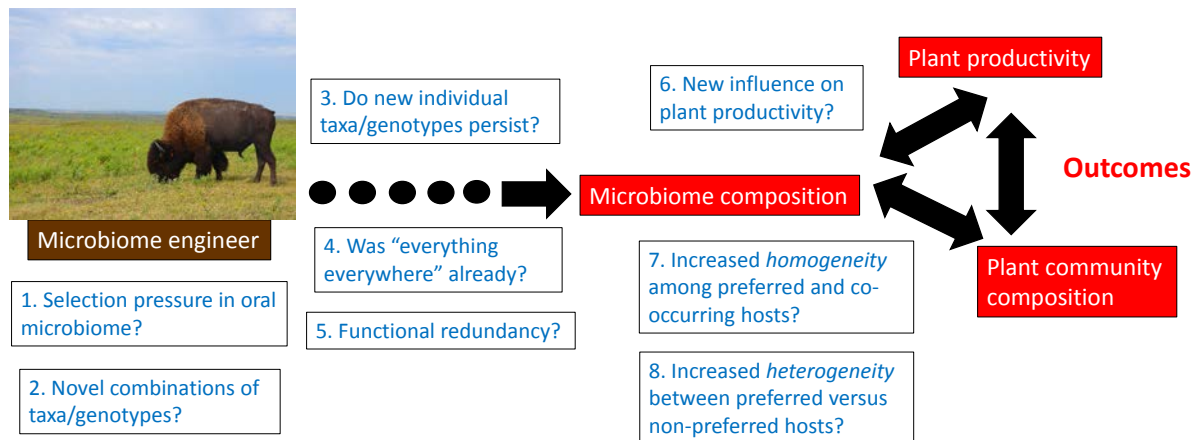 Microbiome engineer
1. Selection pressure in oral
microbiome?
2. Novel combinations of
taxa/genotypes?
3. Do new individual
taxa/genotypes persist?
4. Was “everything
everywhere” already?
5. Functional redundancy?
Microbiome composition
6. New influence on
plant productivity?
7. Increased homogeneity
among preferred and co-
occurring hosts?
8. Increased heterogeneity
between preferred versus
non-preferred hosts?
Plant productivity
Outcomes
Plant community
composition